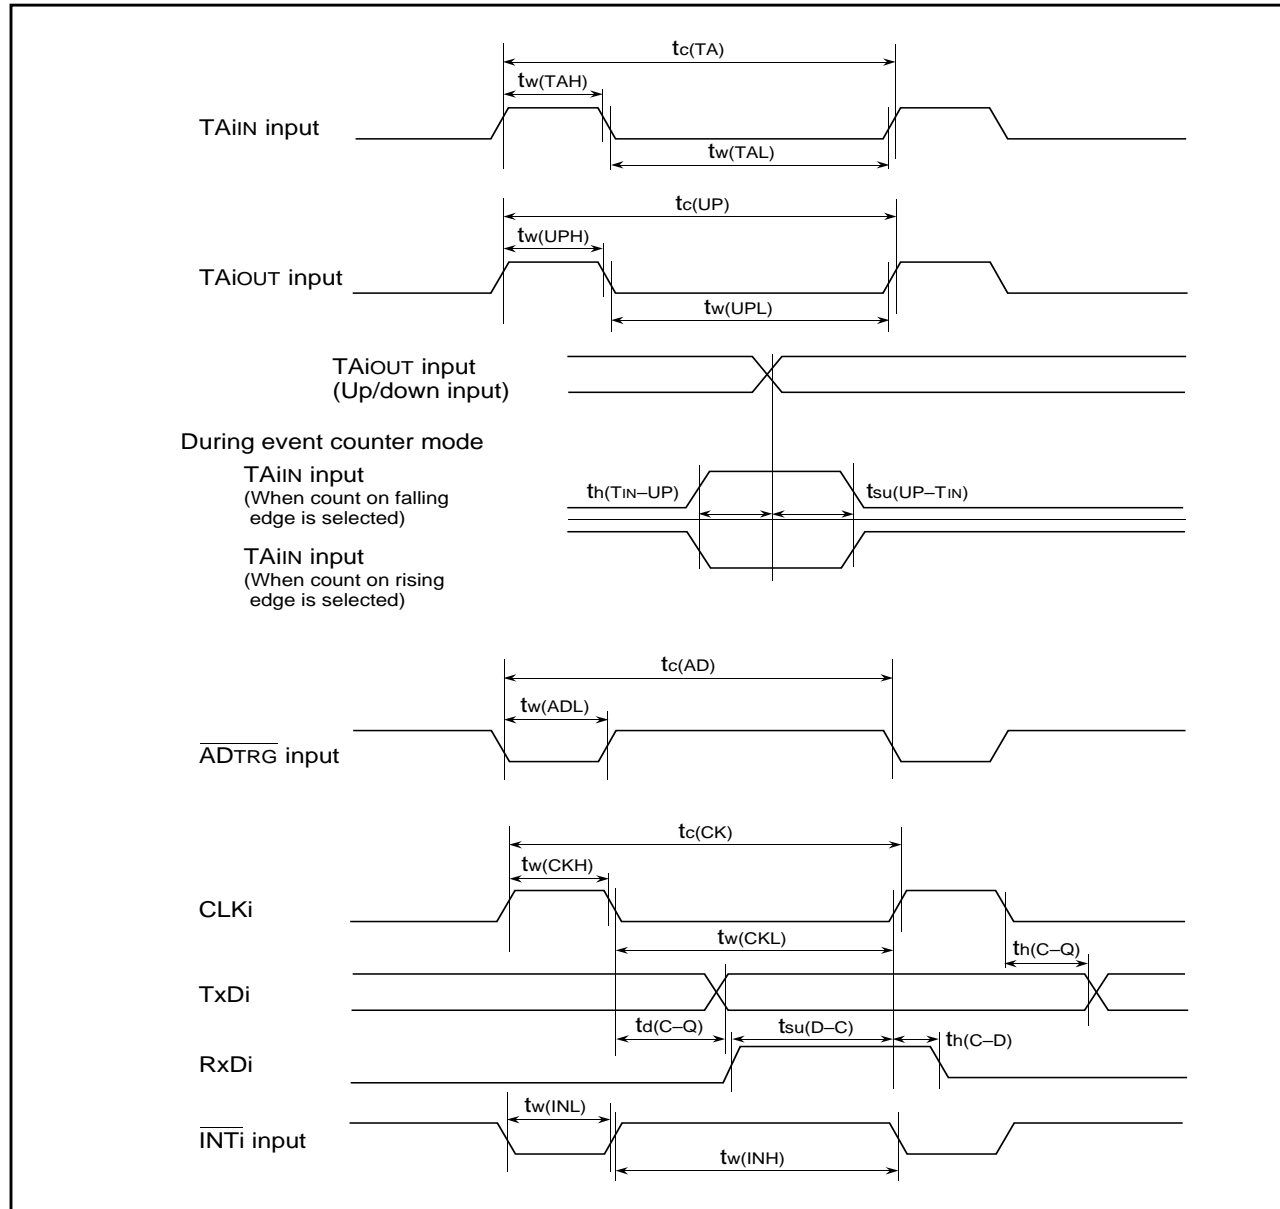 tc(TA)
tw(TAH)
TAiIN input
tw(TAL)
tc(UP)
tw(UPH)
TAiOUT input
tw(UPL)
TAiOUT input
(Up/down input)
During event counter mode
TAiIN input
(When count on falling
edge is selected)
th(TIN–UP)
tsu(UP–TIN)
TAiIN input
(When count on rising
edge is selected)
tc(AD)
tw(ADL)
ADTRG input
tc(CK)
tw(CKH)
CLKi
tw(CKL)
th(C–Q)
TxDi
td(C–Q)
tsu(D–C)
th(C–D)
RxDi
tw(INL)
INTi input
tw(INH)